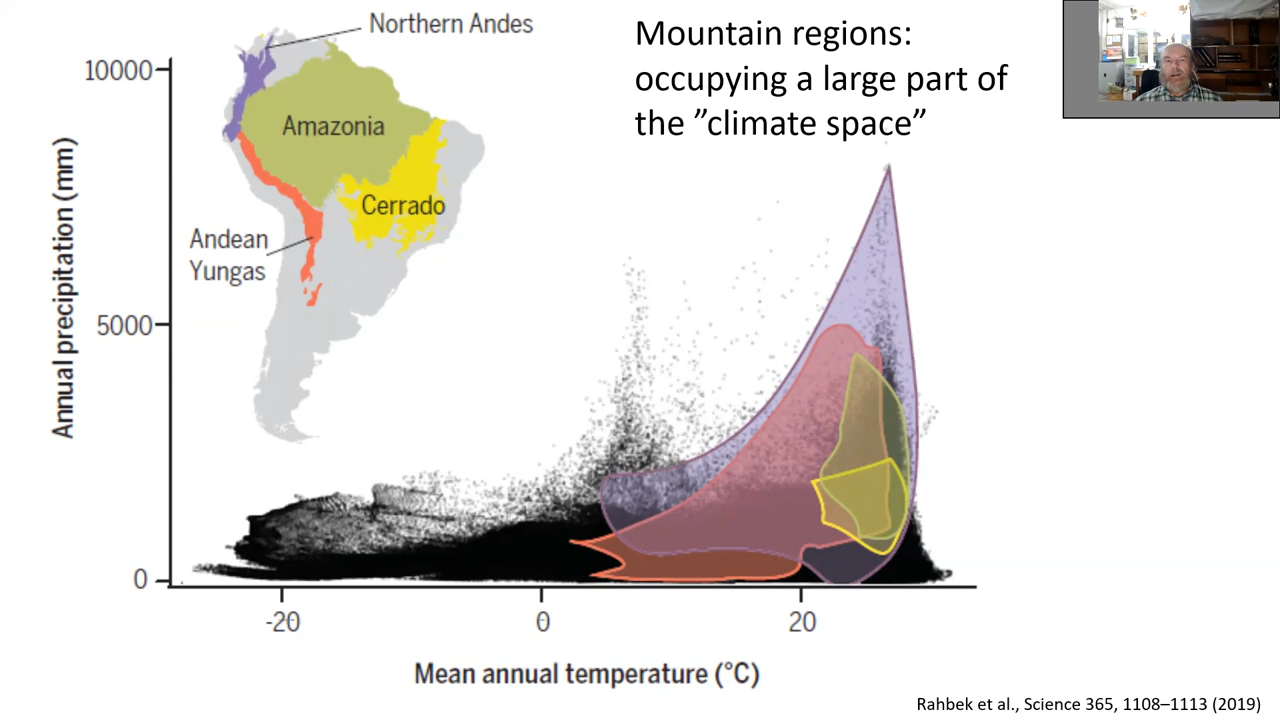 Mountain regions:
occupying a large part of
the ”climate space”
Northern Andes
Amazonia
Cerrado
Andean
Yungas
Annual precipitation (mm)
10000
5000
0
-20
0
20
Mean annual temperature (°C)
Rahbek et al., Science 365, 1108–1113 (2019)